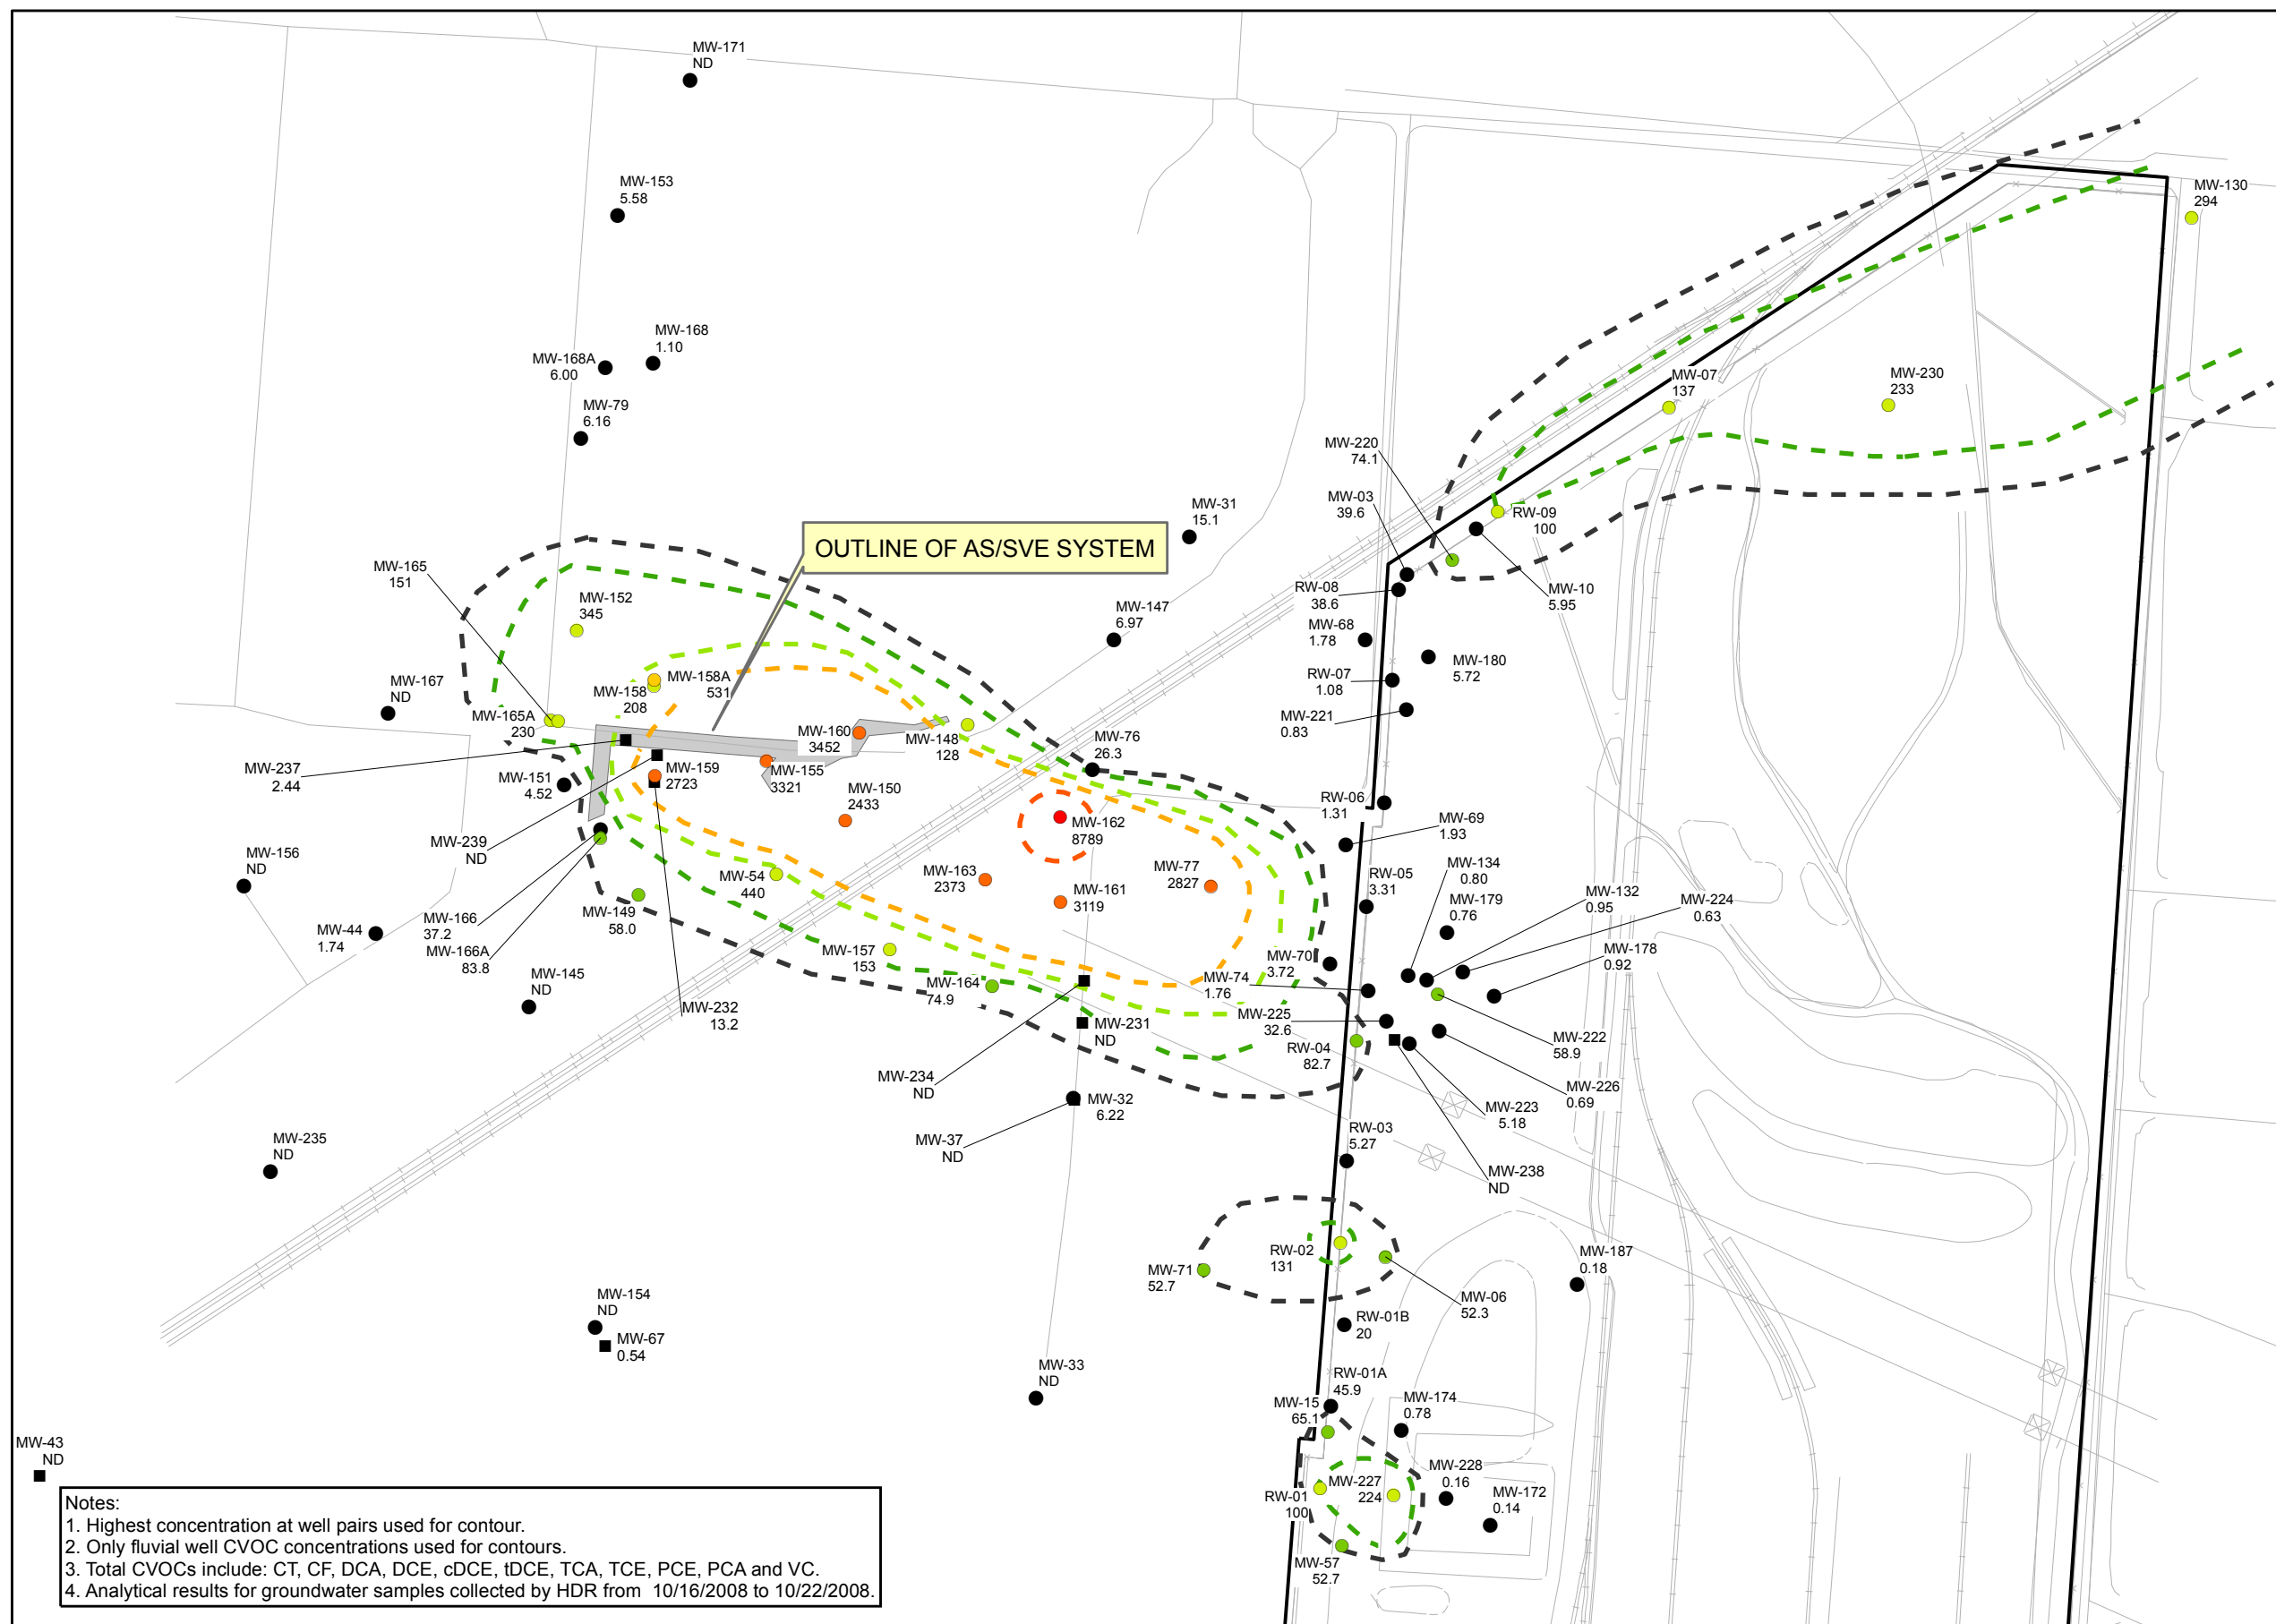 MW-171
ND
MW-153
5.58
MW-130
294
MW-168
1.10
MW-168A
6.00
MW-79
6.16
MW-07
137
MW-230
233
MW-220
74.1
MW-03
39.6
MW-31
15.1
RW-09
100
OUTLINE OF AS/SVE SYSTEM
MW-165
151
MW-152
345
MW-147
6.97
RW-08
38.6
MW-10
5.95
MW-68
1.78
MW-180
5.72
MW-167
ND
MW-158A
531
MW-158
208
RW-07
1.08
MW-165A
230
MW-221
0.83
MW-160
3452
MW-148
128
MW-76
26.3
MW-237
2.44
MW-151
4.52
MW-159
2723
MW-155
3321
MW-150
2433
RW-06
1.31
MW-162
8789
MW-69
1.93
MW-239
ND
MW-156
ND
MW-54
440
MW-163
2373
MW-77
2827
MW-134
0.80
RW-05
3.31
MW-132
0.95
MW-224
0.63
MW-161
3119
MW-179
0.76
MW-149
58.0
MW-166
37.2
MW-44
1.74
MW-166A
83.8
MW-157
153
MW-70
3.72
MW-178
0.92
MW-145
ND
MW-164
74.9
MW-74
1.76
MW-232
13.2
MW-231
ND
MW-225
32.6
MW-222
58.9
RW-04
82.7
MW-234
ND
MW-226
0.69
MW-32
6.22
MW-223
5.18
MW-37
ND
RW-03
5.27
MW-235
ND
MW-238
ND
RW-02
131
MW-187
0.18
MW-71
52.7
MW-06
52.3
MW-154
ND
MW-67
0.54
RW-01B
20
MW-33
ND
RW-01A
45.9
MW-15
65.1
MW-174
0.78
MW-43
ND
MW-228
0.16
MW-227
224
RW-01
100
MW-172
0.14
MW-57
52.7
Notes:
1. Highest concentration at well pairs used for contour.
2. Only fluvial well CVOC concentrations used for contours.
3. Total CVOCs include: CT, CF, DCA, DCE, cDCE, tDCE, TCA, TCE, PCE, PCA and VC.
4. Analytical results for groundwater samples collected by HDR from 10/16/2008 to 10/22/2008.